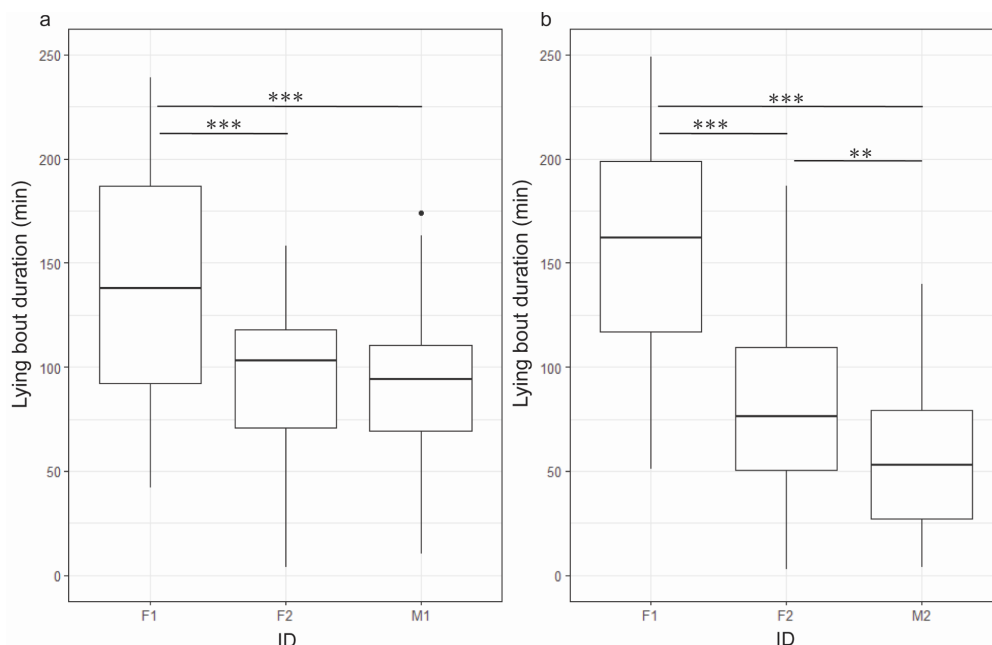 a
Lying bout duration (min)
250
200
150
100
50
0
***
***
F1 F2 M1
ID
b
Lying bout duration (min)
250
200
150
100
50
0
***
***
**
F1 F2 M2
ID